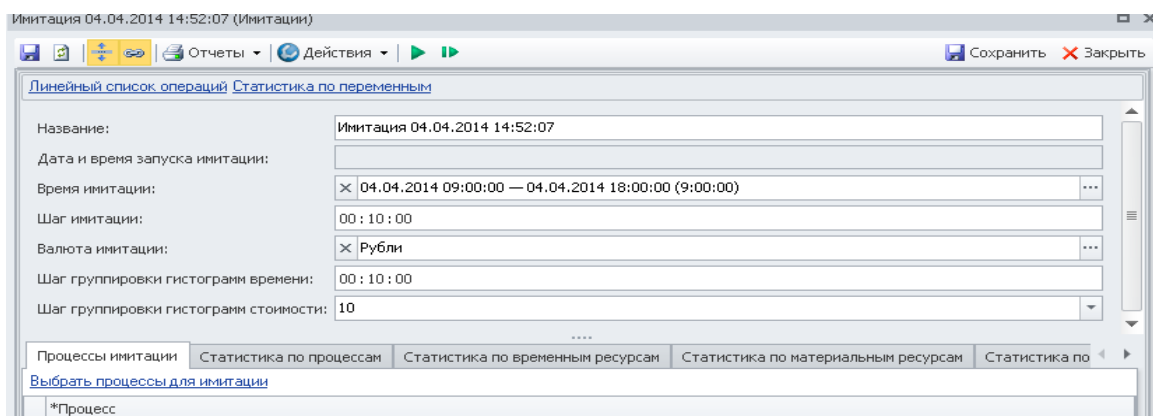 Имитация 04.04.2014 14:52:07 (Имитации)
Отчеты Действия Сохранить Закрыть
Линейный список операций Статистика по переменным
Название: Имитация 04.04.2014 14:52:07
Дата и время запуска имитации:
Время имитации: 04.04.2014 09:00:00 — 04.04.2014 18:00:00 (9:00:00)
Шаг имитации: 00 : 10 : 00
Валюта имитации: Рубли
Шаг группировки гистограмм времени: 00 : 10 : 00
Шаг группировки гистограмм стоимости: 10
Процессы имитации Статистика по процессам Статистика по временным ресурсам Статистика по материальным ресурсам Статистика по
Выбрать процессы для имитации
*Процесс